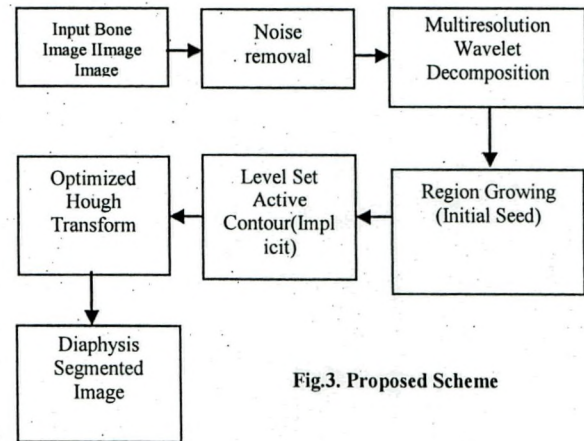 Input Bone
Image IImage
Image
Noise
removal
Multiresolution
Wavelet
Decomposition
Optimized
Hough
Transform
Level Set
Active
Contour(Impl
icit)
Region Growing
(Initial Seed)
Diaphysis
Segmented
Image
Fig.3. Proposed Scheme